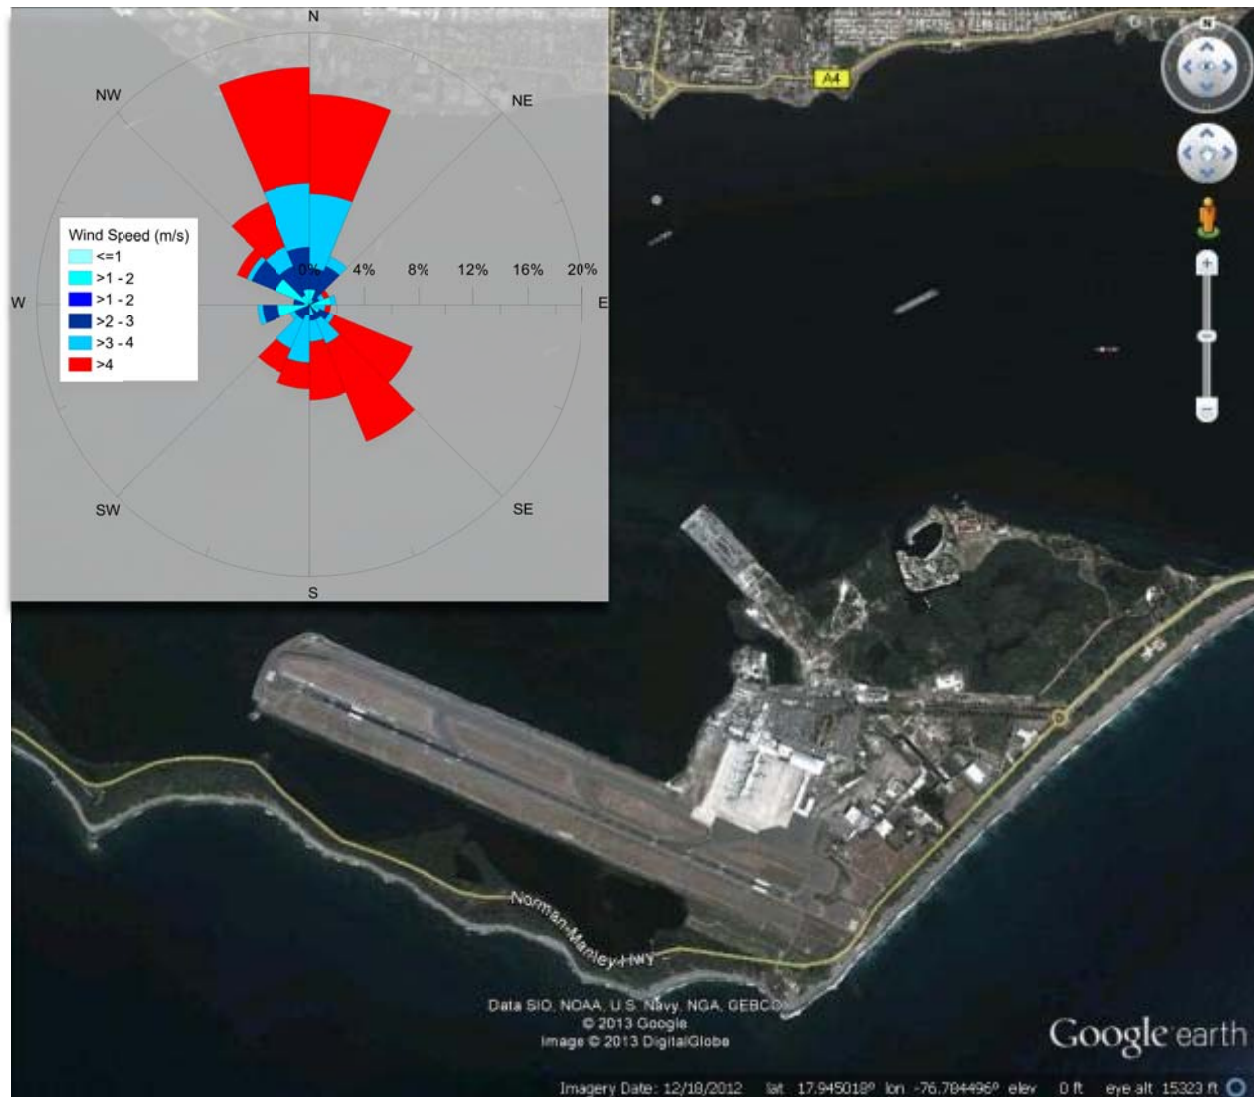 N
NW
NE
A4
N
Wind Speed (m/s)
<=1
>1 - 2
>1 - 2
>2 - 3
>3 - 4
>4
0%
4%
8%
12%
16%
20%
W
E
SW
SE
S
Norman-Manley-HWY
Data SIO, NOAA, U.S. Navy, NGA, GEBCO
© 2013 Google
Image © 2013 DigitalGlobe
Google earth
Imagery Date: 12/18/2012 lat 17.945018° lon -76.784496° elev 0 ft eye alt 15323 ft